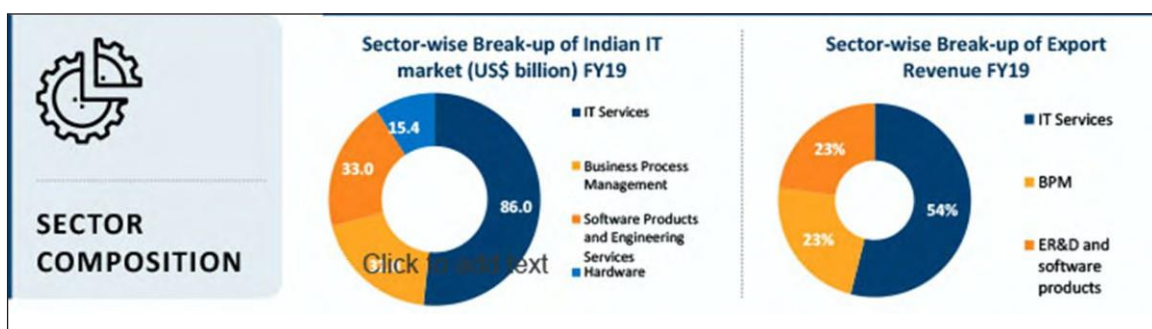 SECTOR
COMPOSITION
Sector-wise Break-up of Indian IT
market (US$ billion) FY19
15.4
33.0
86.0
Click to add text
IT Services
Business Process
Management
Software Products
and Engineering
Services
Hardware
Sector-wise Break-up of Export
Revenue FY19
23%
54%
23%
IT Services
BPM
ER&D and
software
products